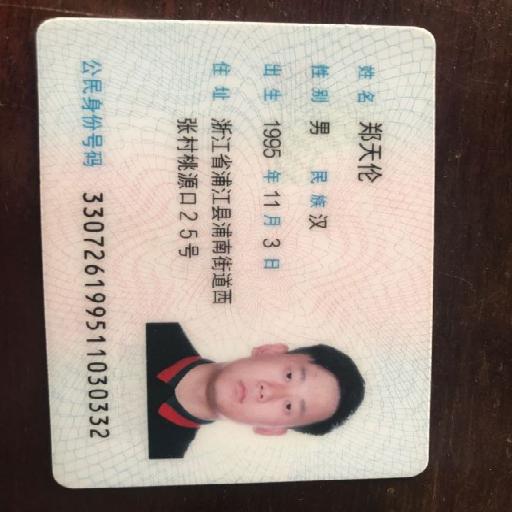 姓名 郑天伦
性别 男 民族 汉
出生 1995 年 11 月 3 日
住址 浙江省浦江县浦南街道西
张村桃源口25号
公民身份号码 330726199511030332